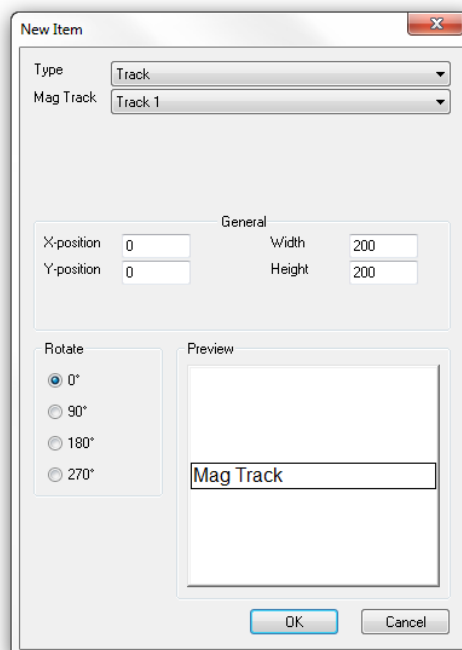 New Item
Type Track
Mag Track Track 1
General
X-position 0 Width 200
Y-position 0 Height 200
Rotate
0°
90°
180°
270°
Preview
Mag Track
OK Cancel